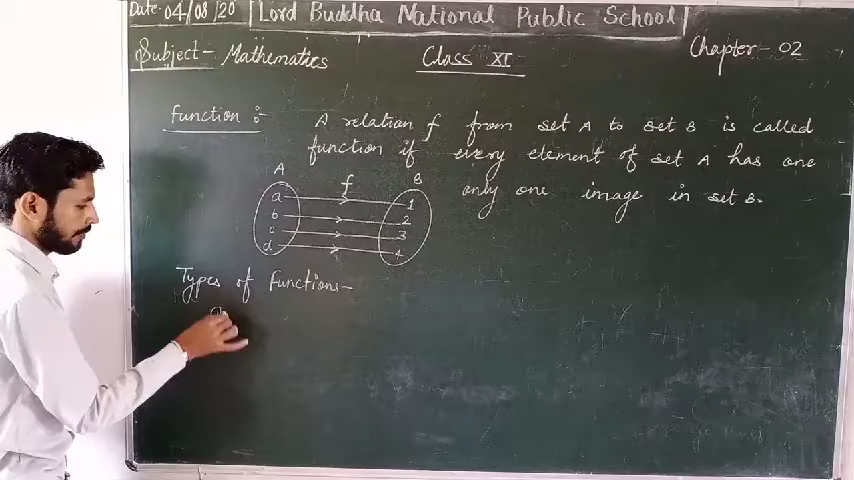 Date: 04/08/20 Lord Buddha National Public School
Subject - Mathematics Class XI Chapter - 02
Function :- A relation f from set A to set B is called
function if every element of set A has one
only one image in set B.
A f B
a 1
b 2
c 3
d 4
Types of Functions -